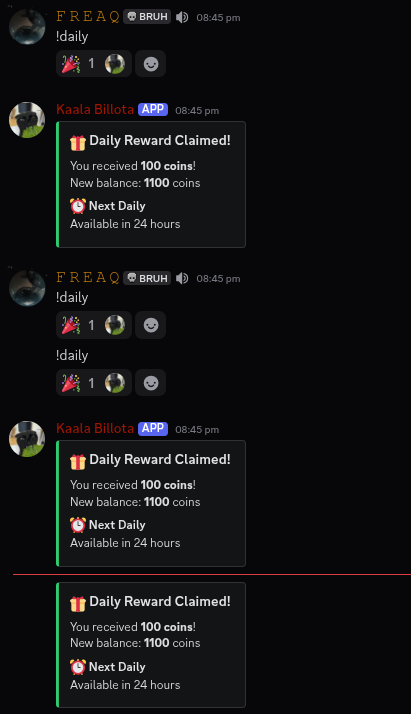 F R E A Q BRUH 08:45 pm
!daily
1
Kaala Billota APP 08:45 pm
Daily Reward Claimed!
You received 100 coins!
New balance: 1100 coins
Next Daily
Available in 24 hours
F R E A Q BRUH 08:45 pm
!daily
1
!daily
1
Kaala Billota APP 08:45 pm
Daily Reward Claimed!
You received 100 coins!
New balance: 1100 coins
Next Daily
Available in 24 hours
Daily Reward Claimed!
You received 100 coins!
New balance: 1100 coins
Next Daily
Available in 24 hours